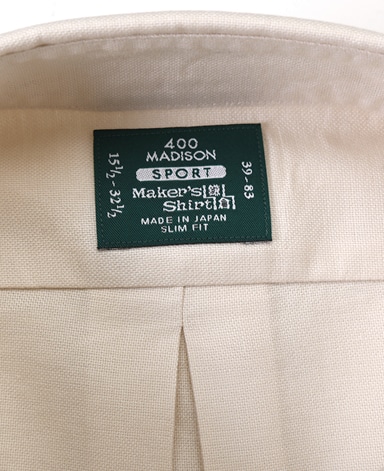 400
MADISON
SPORT
15½ - 32½
39 - 83
Maker's
Shirt
MADE IN JAPAN
SLIM FIT